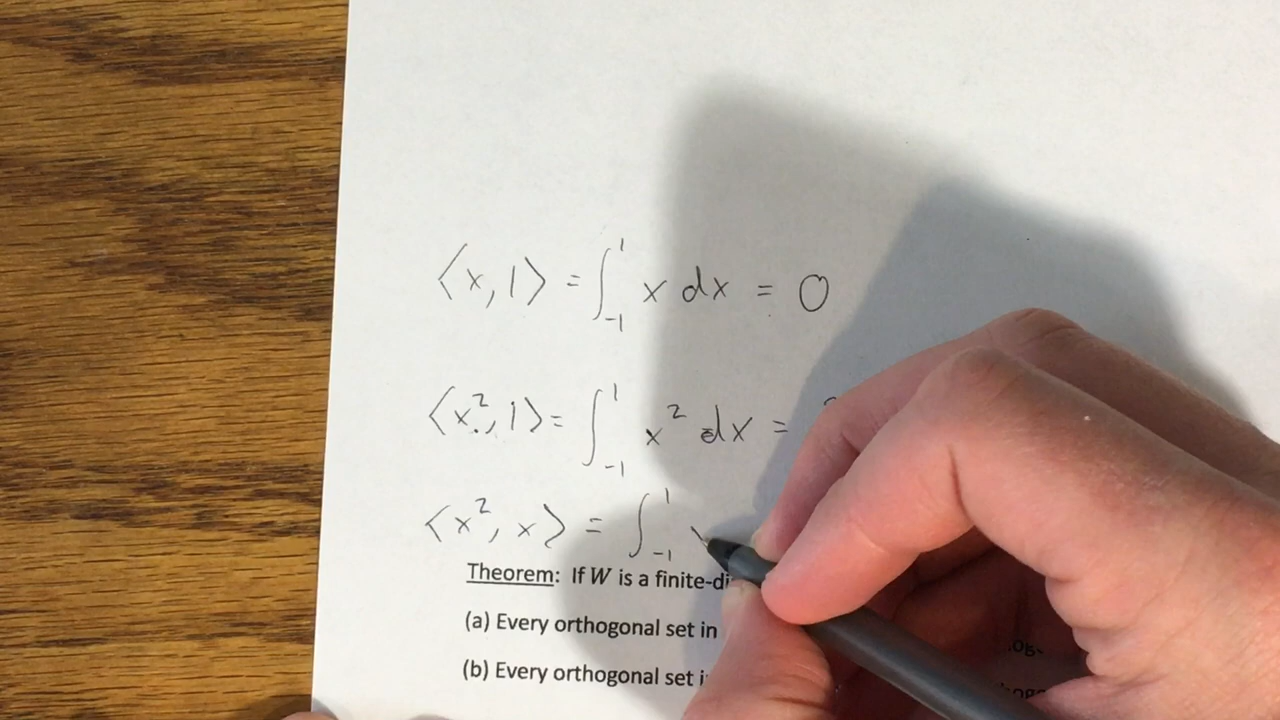 ⟨x, 1⟩ = ∫₋₁¹ x dx = 0
⟨x², 1⟩ = ∫₋₁¹ x² dx =
⟨x², x⟩ = ∫₋₁¹
Theorem: If W is a finite-di
(a) Every orthogonal set in
(b) Every orthogonal set i